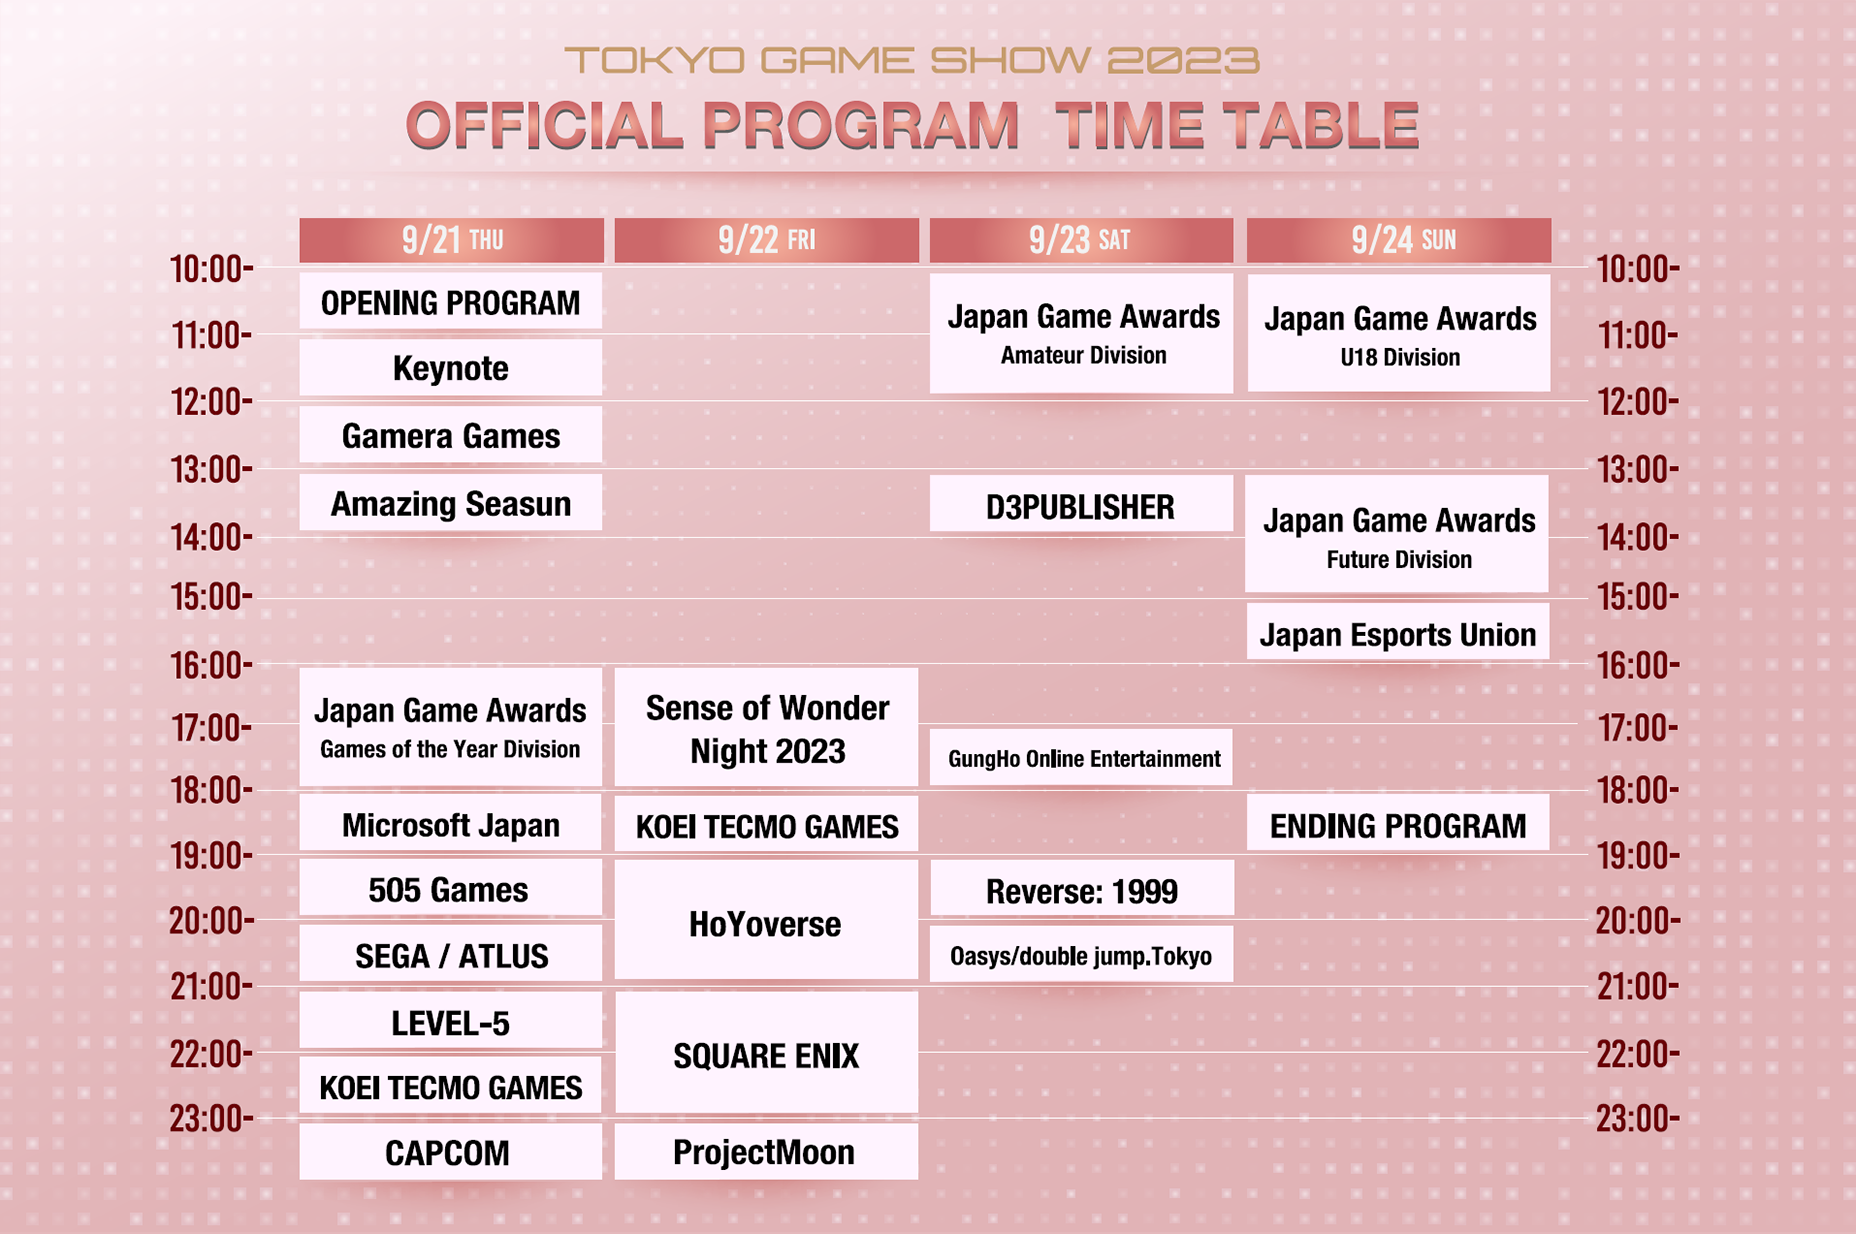 TOKYO GAME SHOW 2023
OFFICIAL PROGRAM TIME TABLE
9/21 THU
9/22 FRI
9/23 SAT
9/24 SUN
10:00-
10:00-
OPENING PROGRAM
Japan Game Awards
Amateur Division
Japan Game Awards
U18 Division
11:00-
11:00-
Keynote
12:00-
12:00-
Gamera Games
13:00-
13:00-
Amazing Seasun
D3PUBLISHER
Japan Game Awards
Future Division
14:00-
14:00-
15:00-
15:00-
Japan Esports Union
16:00-
16:00-
Japan Game Awards
Games of the Year Division
Sense of Wonder
Night 2023
17:00-
17:00-
GungHo Online Entertainment
18:00-
18:00-
Microsoft Japan
KOEI TECMO GAMES
ENDING PROGRAM
19:00-
19:00-
505 Games
HoYoverse
Reverse: 1999
20:00-
20:00-
SEGA / ATLUS
Oasys/double jump.Tokyo
21:00-
21:00-
LEVEL-5
SQUARE ENIX
22:00-
22:00-
KOEI TECMO GAMES
23:00-
23:00-
CAPCOM
ProjectMoon